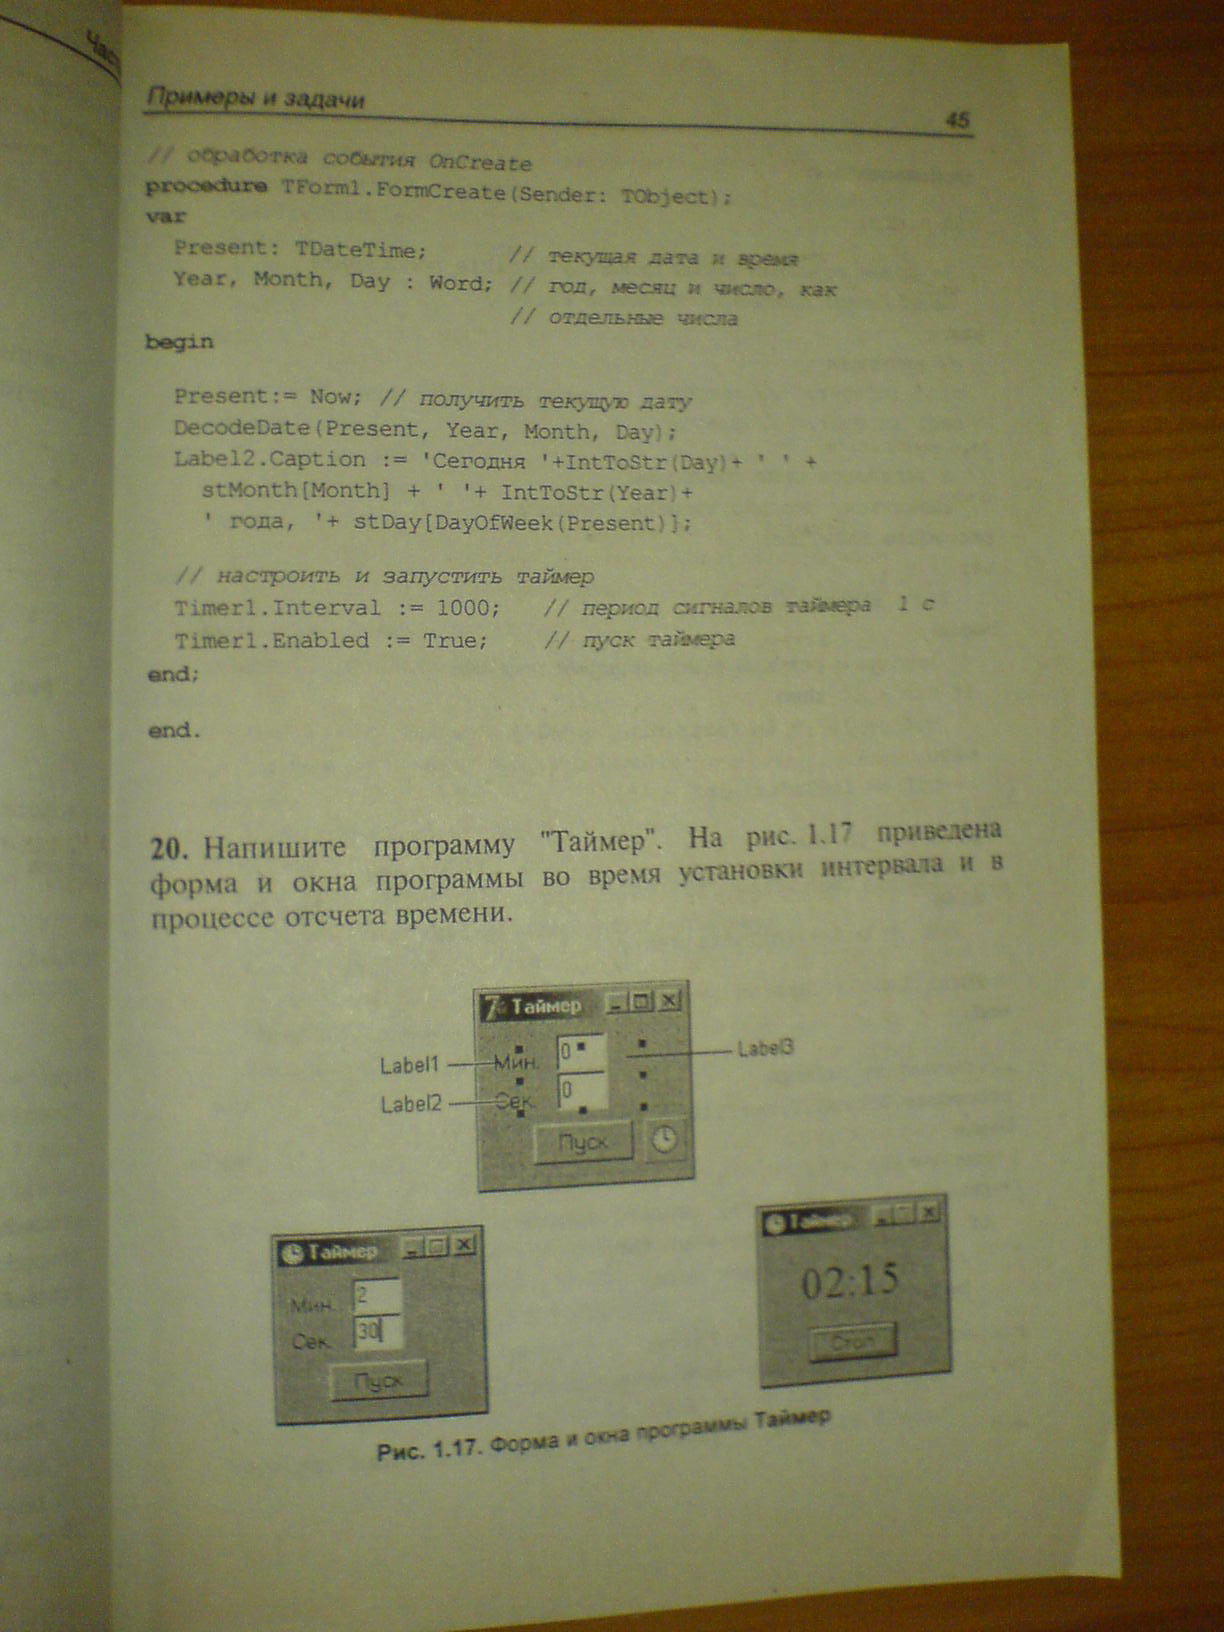 Примеры и задачи
45
// обработка события OnCreate
procedure TForm1.FormCreate(Sender: TObject);
var
Present: TDateTime; // текущая дата и время
Year, Month, Day : Word; // год, месяц и число, как
// отдельные числа
begin
Present:= Now; // получить текущую дату
DecodeDate(Present, Year, Month, Day);
Label2.Caption := 'Сегодня '+IntToStr(Day)+ ' ' +
stMonth[Month] + ' '+ IntToStr(Year)+
' года, '+ stDay[DayOfWeek(Present)];
// настроить и запустить таймер
Timer1.Interval := 1000; // период сигналов таймера 1 с
Timer1.Enabled := True; // пуск таймера
end;
end.
20. Напишите программу "Таймер". На рис. 1.17 приведена
форма и окна программы во время установки интервала и в
процессе отсчета времени.
7 Таймер
Label1 Мин. 0 Label3
Label2 Сек. 0
Пуск
Таймер
Мин. 2
Сек. 30
Пуск
Таймер
02:15
Стоп
Рис. 1.17. Форма и окна программы Таймер